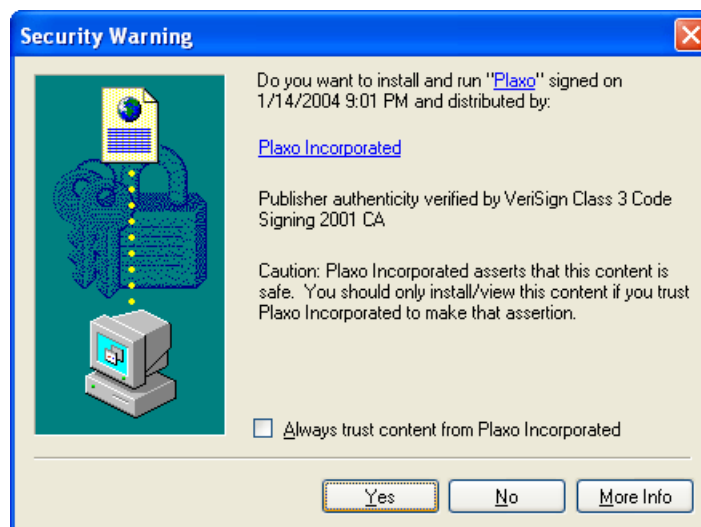 Security Warning
Do you want to install and run "Plaxo" signed on
1/14/2004 9:01 PM and distributed by:
Plaxo Incorporated
Publisher authenticity verified by VeriSign Class 3 Code
Signing 2001 CA
Caution: Plaxo Incorporated asserts that this content is
safe.  You should only install/view this content if you trust
Plaxo Incorporated to make that assertion.
Always trust content from Plaxo Incorporated
Yes No More Info